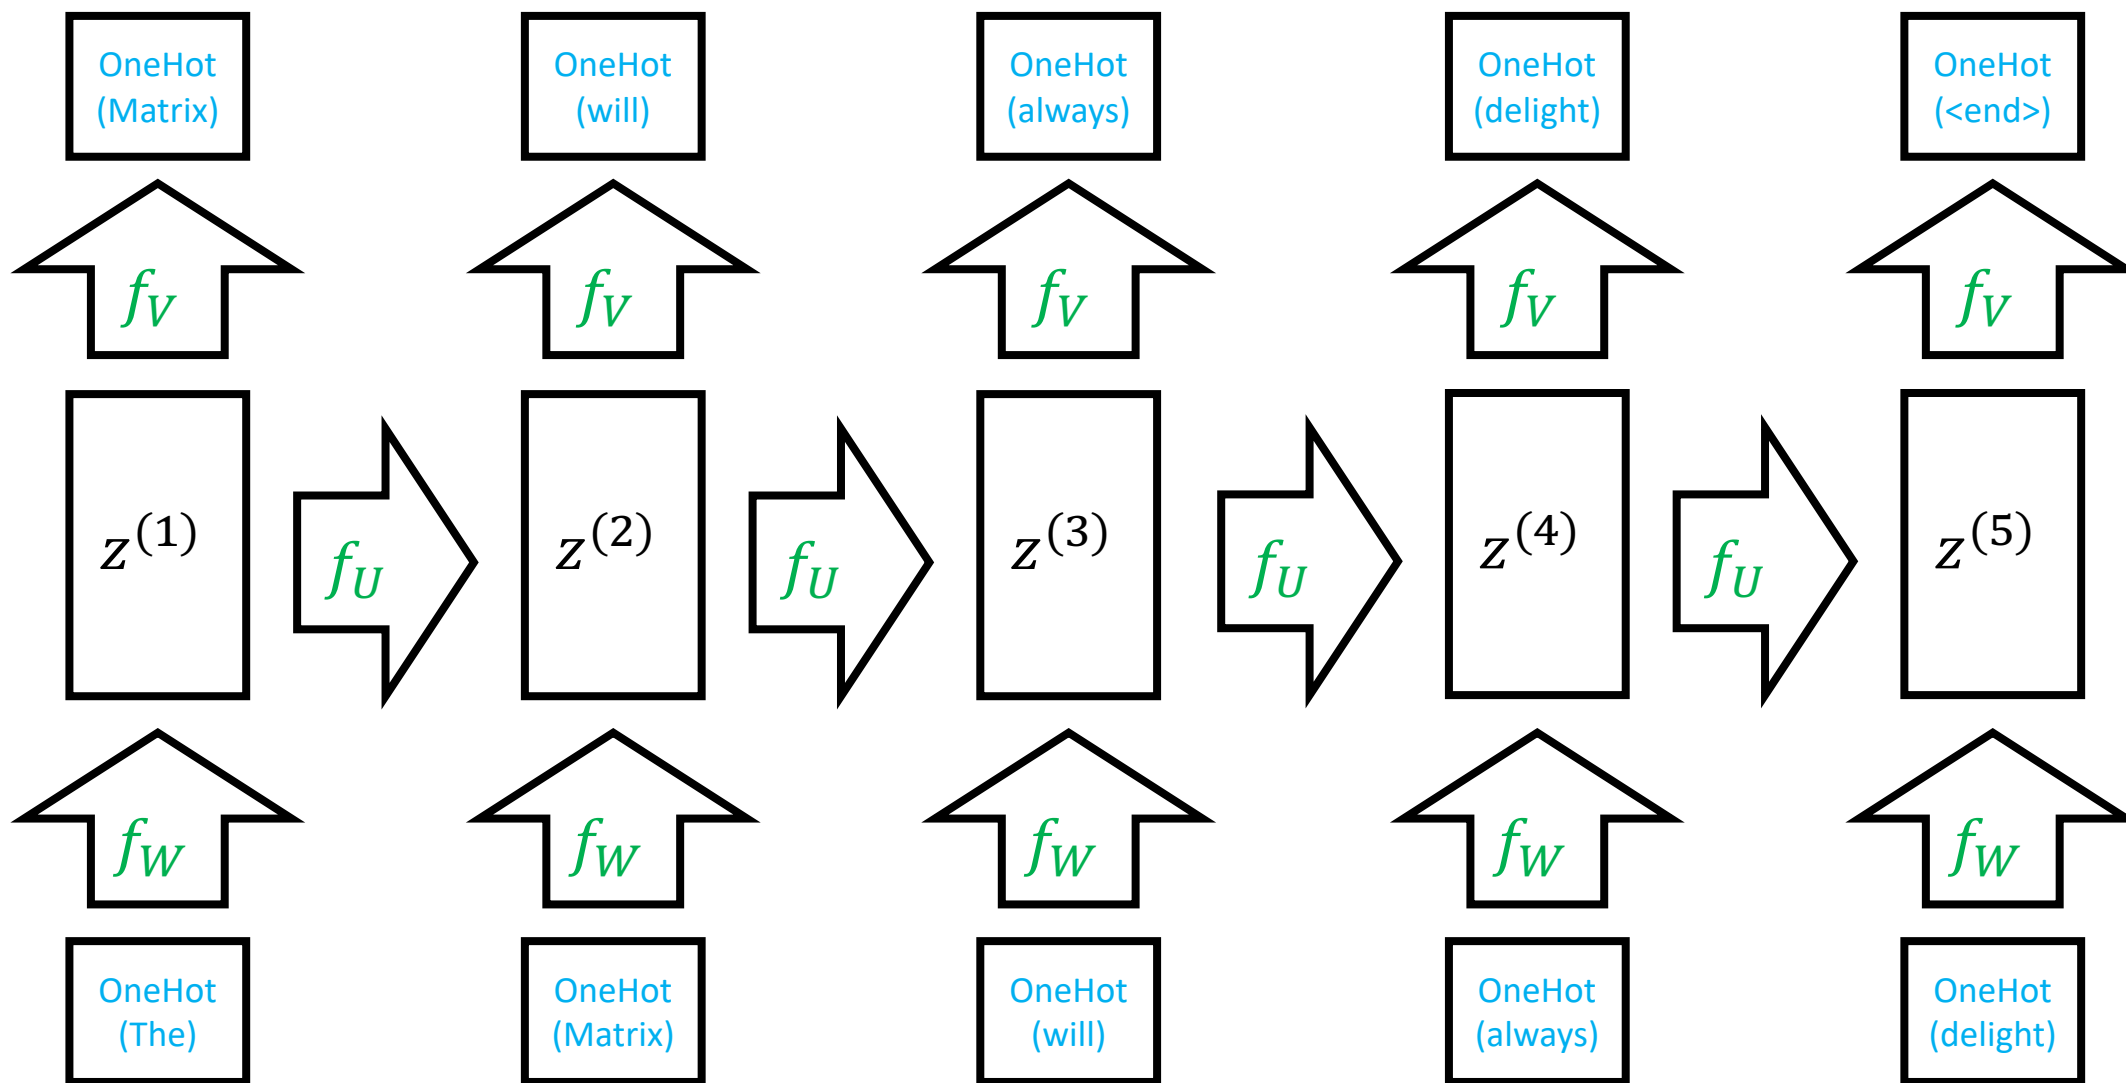 OneHot
(Matrix)
OneHot
(will)
OneHot
(always)
OneHot
(delight)
OneHot
(<end>)
f_V
f_V
f_V
f_V
f_V
z^(1)
f_U
z^(2)
f_U
z^(3)
f_U
z^(4)
f_U
z^(5)
f_W
f_W
f_W
f_W
f_W
OneHot
(The)
OneHot
(Matrix)
OneHot
(will)
OneHot
(always)
OneHot
(delight)